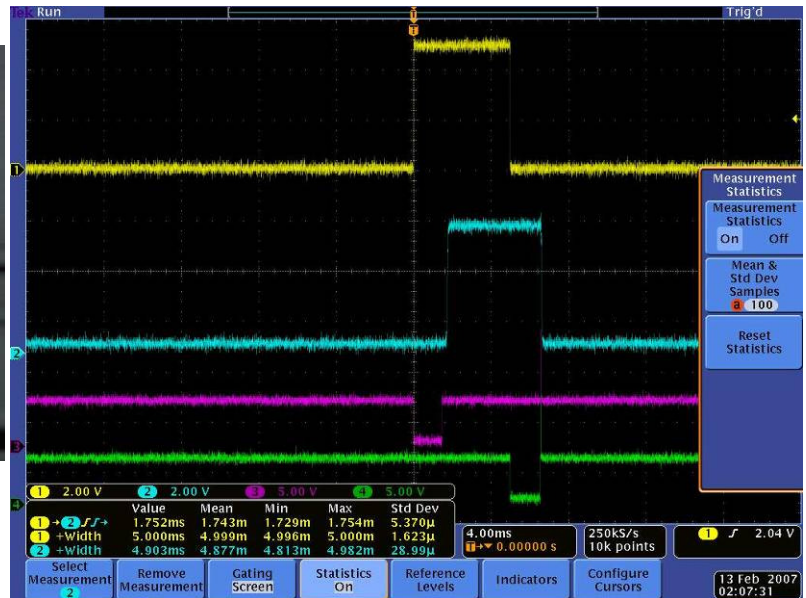 Tek Run
Trig'd
T
T
1
2
3
4
Measurement
Statistics
Measurement
Statistics
On Off
Mean &
Std Dev
Samples
a 100
Reset
Statistics
1 2.00 V 2 2.00 V 3 5.00 V 4 5.00 V
Value Mean Min Max Std Dev
1 → 2 1.752ms 1.743m 1.729m 1.754m 5.370µ
1 +Width 5.000ms 4.999m 4.996m 5.000m 1.623µ
2 +Width 4.903ms 4.877m 4.813m 4.982m 28.99µ
4.00ms
T→▼ 0.00000 s
250kS/s
10k points
1 2.04 V
Select
Measurement
2
Remove
Measurement
Gating
Screen
Statistics
On
Reference
Levels
Indicators
Configure
Cursors
13 Feb 2007
02:07:31